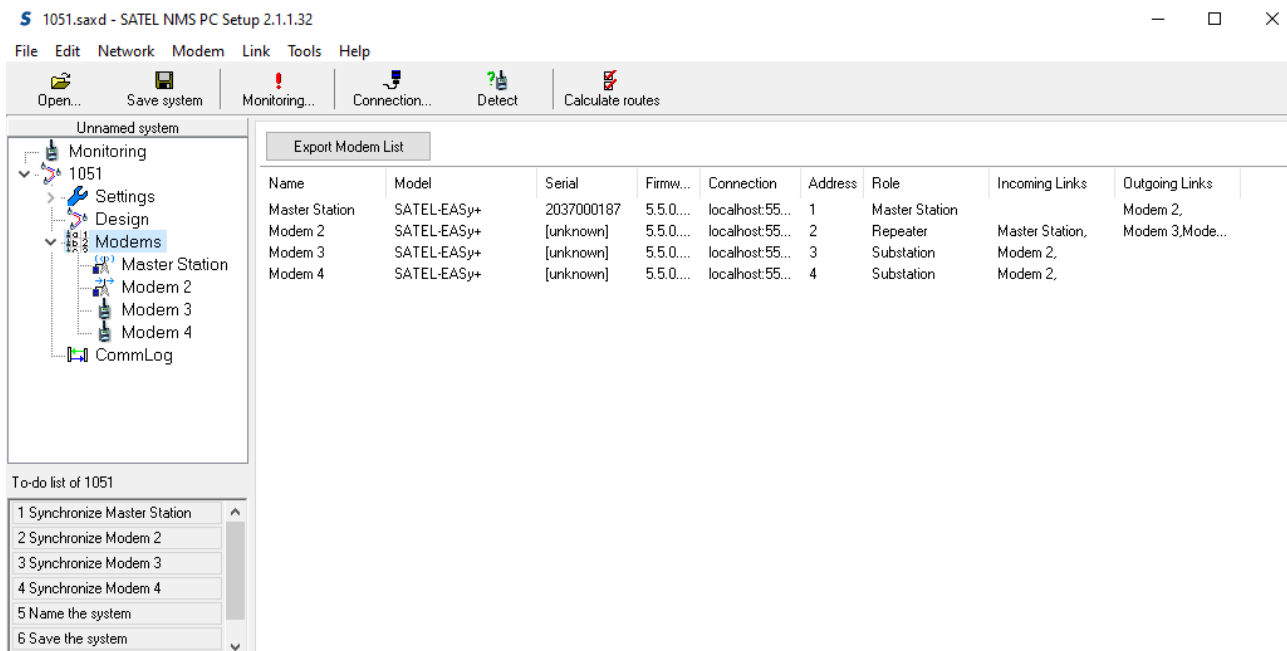 S 1051.saxd - SATEL NMS PC Setup 2.1.1.32
File Edit Network Modem Link Tools Help
Open... Save system Monitoring... Connection... Detect Calculate routes
Unnamed system
Monitoring
1051
Settings
Design
Modems
Master Station
Modem 2
Modem 3
Modem 4
CommLog
To-do list of 1051
1 Synchronize Master Station
2 Synchronize Modem 2
3 Synchronize Modem 3
4 Synchronize Modem 4
5 Name the system
6 Save the system
Export Modem List
Name Model Serial Firmw... Connection Address Role Incoming Links Outgoing Links
Master Station SATEL-EASy+ 2037000187 5.5.0.... localhost:55... 1 Master Station Modem 2,
Modem 2 SATEL-EASy+ [unknown] 5.5.0.... localhost:55... 2 Repeater Master Station, Modem 3,Mode...
Modem 3 SATEL-EASy+ [unknown] 5.5.0.... localhost:55... 3 Substation Modem 2,
Modem 4 SATEL-EASy+ [unknown] 5.5.0.... localhost:55... 4 Substation Modem 2,